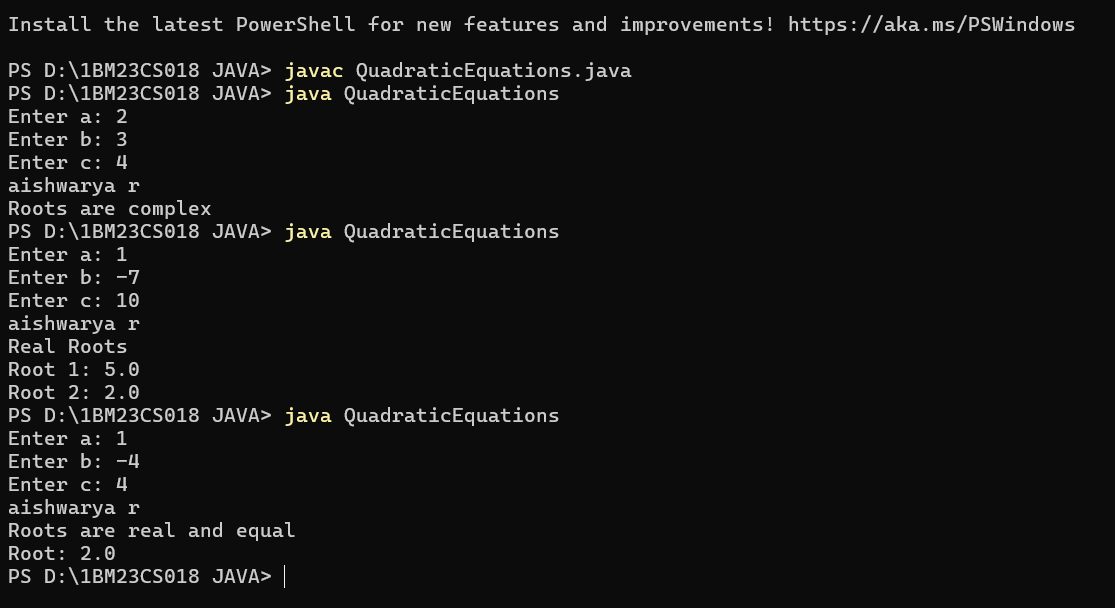 Install the latest PowerShell for new features and improvements! https://aka.ms/PSWindows
PS D:\1BM23CS018 JAVA> javac QuadraticEquations.java
PS D:\1BM23CS018 JAVA> java QuadraticEquations
Enter a: 2
Enter b: 3
Enter c: 4
aishwarya r
Roots are complex
PS D:\1BM23CS018 JAVA> java QuadraticEquations
Enter a: 1
Enter b: -7
Enter c: 10
aishwarya r
Real Roots
Root 1: 5.0
Root 2: 2.0
PS D:\1BM23CS018 JAVA> java QuadraticEquations
Enter a: 1
Enter b: -4
Enter c: 4
aishwarya r
Roots are real and equal
Root: 2.0
PS D:\1BM23CS018 JAVA>